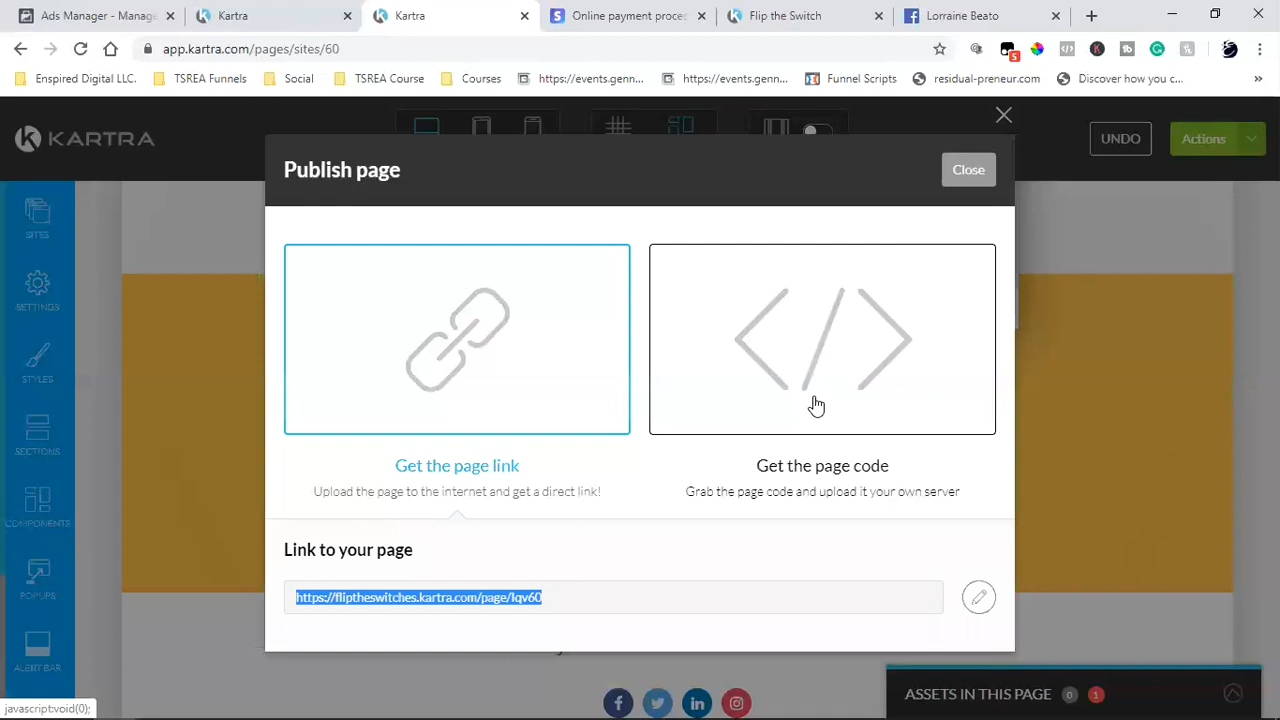 Ads Manager - Manage
Kartra
Kartra
Online payment proces
Flip the Switch
Lorraine Beato
app.kartra.com/pages/sites/60
5
Enspired Digital LLC.
TSREA Funnels
Social
TSREA Course
Courses
https://events.genn...
https://events.genn...
Funnel Scripts
residual-preneur.com
Discover how you c...
»
KARTRA
UNDO
Actions
Publish page
Close
SITES
SETTINGS
STYLES
SECTIONS
COMPONENTS
POPUPS
ALERT BAR
Get the page link
Upload the page to the internet and get a direct link!
Get the page code
Grab the page code and upload it your own server
Link to your page
https://fliptheswitches.kartra.com/page/Iqv60
ASSETS IN THIS PAGE 0 1
javascript:void(0);